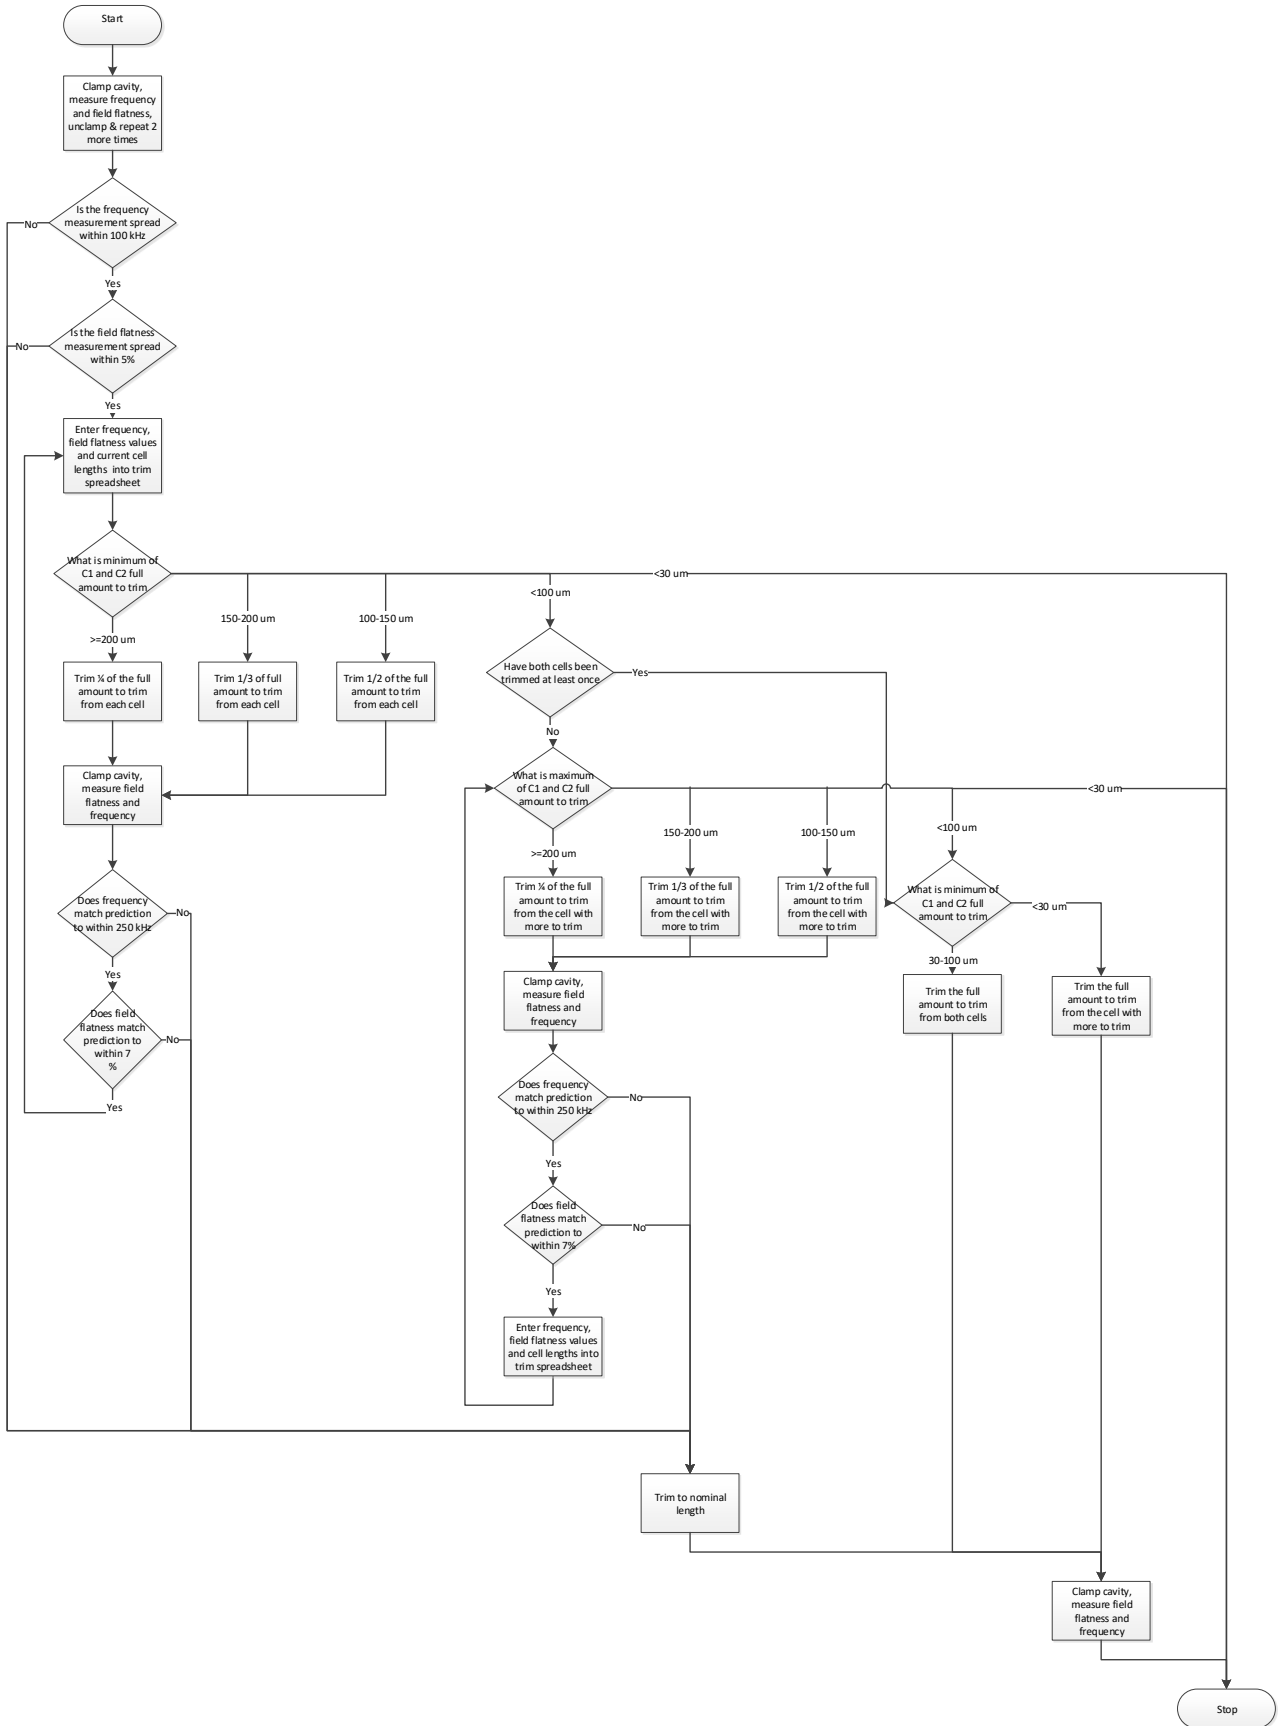 Start
Clamp cavity,
measure frequency
and field flatness,
unclamp & repeat 2
more times
Is the frequency
measurement spread
within 100 kHz
No
Yes
Is the field flatness
measurement spread
within 5%
No
Yes
Enter frequency,
field flatness values
and current cell
lengths into trim
spreadsheet
What is minimum of
C1 and C2 full
amount to trim
<30 um
<100 um
150-200 um
100-150 um
>=200 um
Trim ¼ of the full
amount to trim
from each cell
Trim 1/3 of full
amount to trim
from each cell
Trim 1/2 of the full
amount to trim
from each cell
Have both cells been
trimmed at least once
Yes
No
Clamp cavity,
measure field
flatness and
frequency
What is maximum
of C1 and C2 full
amount to trim
<30 um
150-200 um
100-150 um
<100 um
>=200 um
Trim ¼ of the full
amount to trim
from the cell with
more to trim
Trim 1/3 of the full
amount to trim
from the cell with
more to trim
Trim 1/2 of the full
amount to trim
from the cell with
more to trim
What is minimum of
C1 and C2 full
amount to trim
<30 um
30-100 um
Does frequency
match prediction
to within 250 kHz
No
Yes
Does field
flatness match
prediction to
within 7
%
No
Yes
Clamp cavity,
measure field
flatness and
frequency
Trim the full
amount to trim
from both cells
Trim the full
amount to trim
from the cell with
more to trim
Does frequency
match prediction
to within 250 kHz
No
Yes
Does field
flatness match
prediction to
within 7%
No
Yes
Enter frequency,
field flatness values
and cell lengths into
trim spreadsheet
Trim to nominal
length
Clamp cavity,
measure field
flatness and
frequency
Stop